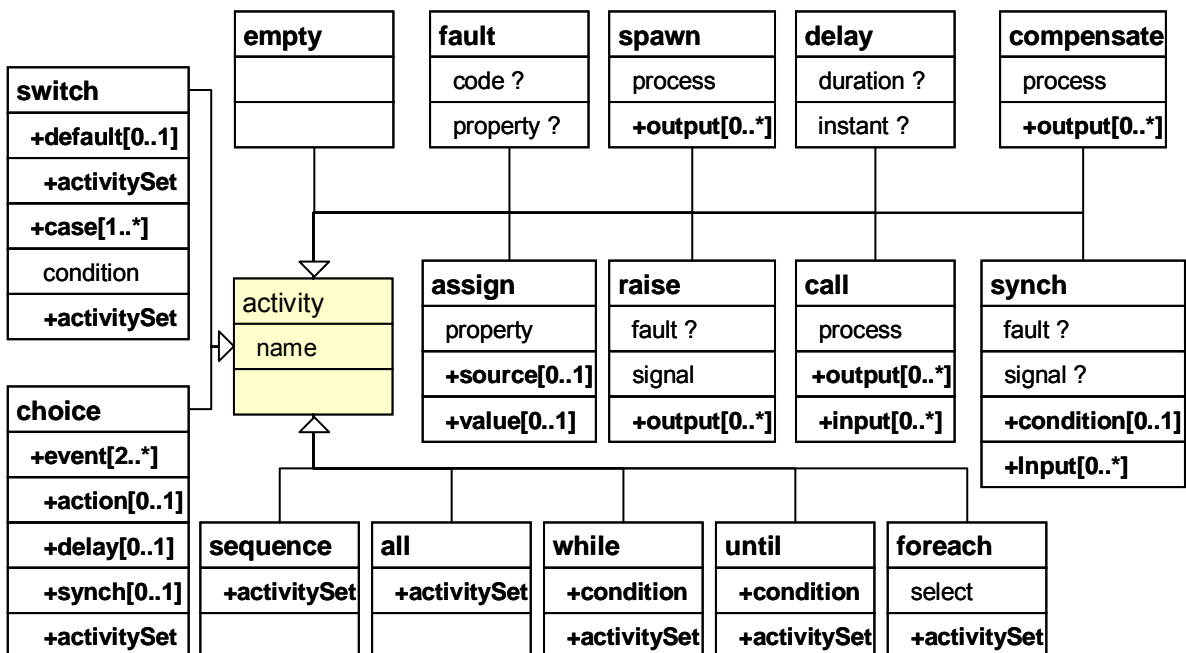 empty
fault
code ?
property ?
spawn
process
+output[0..*]
delay
duration ?
instant ?
compensate
process
+output[0..*]
switch
+default[0..1]
+activitySet
+case[1..*]
condition
+activitySet
activity
name
assign
property
+source[0..1]
+value[0..1]
raise
fault ?
signal
+output[0..*]
call
process
+output[0..*]
+input[0..*]
synch
fault ?
signal ?
+condition[0..1]
+Input[0..*]
choice
+event[2..*]
+action[0..1]
+delay[0..1]
+synch[0..1]
+activitySet
sequence
+activitySet
all
+activitySet
while
+condition
+activitySet
until
+condition
+activitySet
foreach
select
+activitySet